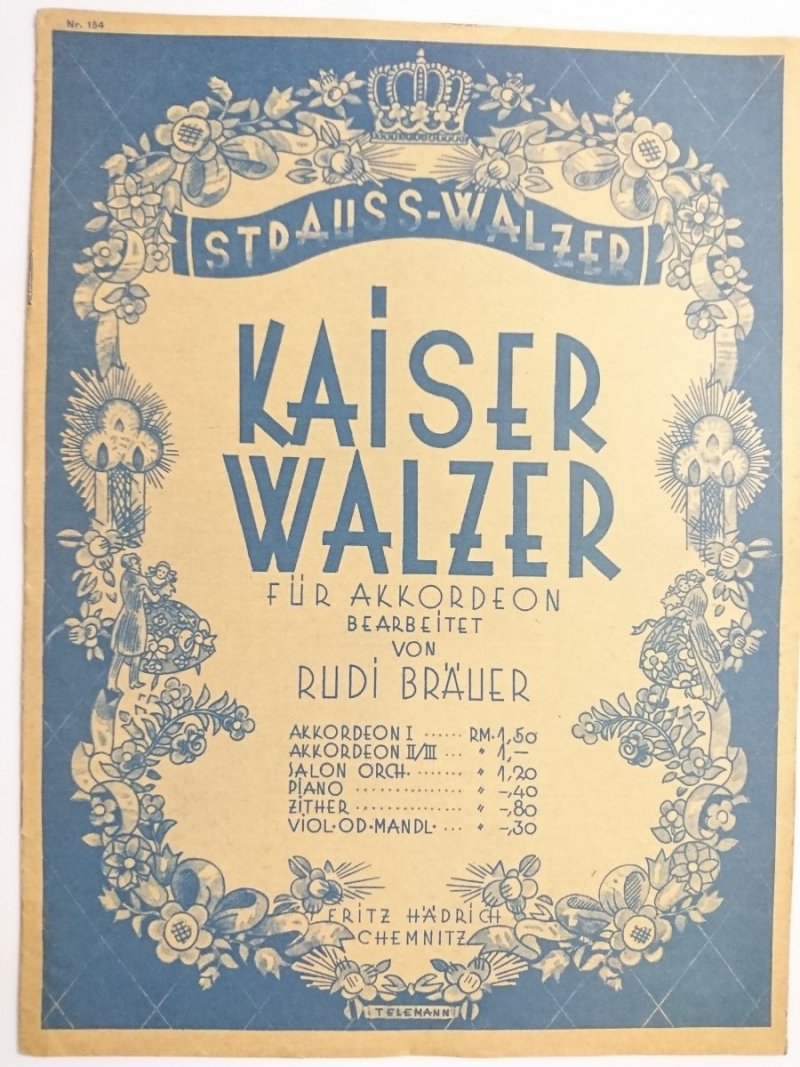 Nr. 154
STRAUSS-WALZER
KAiSER
WALZER
FÜR AKKORDEON
BEARBEITET
VON
RUDi BRÄUER
AKKORDEON I ...... RM. 1,50
AKKORDEON II/III ... " 1,—
SALON ORCH. ....... " 1,20
PiANO ............... " -,40
ZiTHER ............... " -,80
VIOL·OD·MANDL· ... " -,30
FRITZ HÄDRICH
CHEMNITZ
TELEMANN